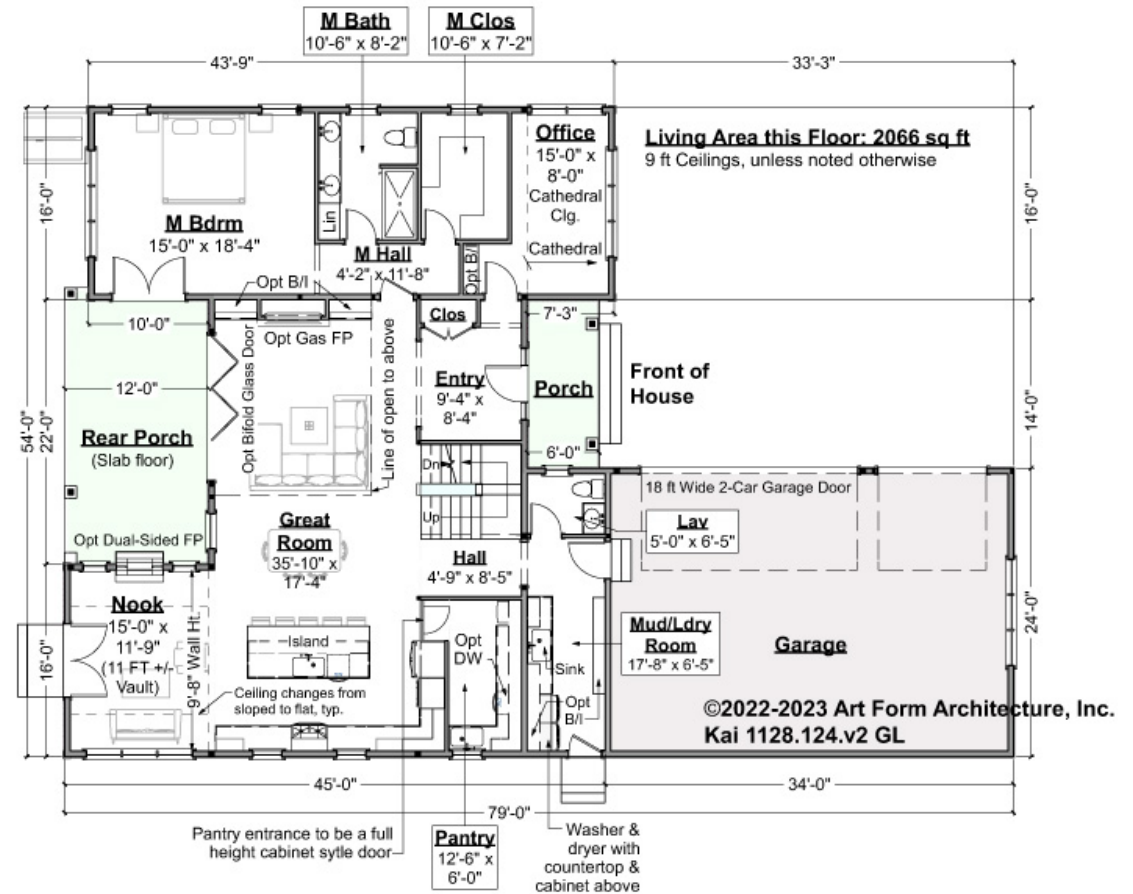 M Bath
10'-6" x 8'-2"
M Clos
10'-6" x 7'-2"
43'-9"
33'-3"
Office
15'-0" x
8'-0"
Cathedral
Clg.
Cathedral
Living Area this Floor: 2066 sq ft
9 ft Ceilings, unless noted otherwise
16'-0"
16'-0"
M Bdrm
15'-0" x 18'-4"
Lin
M Hall
4'-2" x 11'-8"
Opt B/I
Opt B/I
10'-0"
Opt Gas FP
Clos
7'-3"
12'-0"
Opt Bifold Glass Door
Line of open to above
Entry
9'-4" x
8'-4"
Porch
Front of
House
14'-0"
54'-0"
22'-0"
Rear Porch
(Slab floor)
6'-0"
Dn
Up
18 ft Wide 2-Car Garage Door
Opt Dual-Sided FP
Great
Room
35'-10" x
17'-4"
Lav
5'-0" x 6'-5"
Hall
4'-9" x 8'-5"
Nook
15'-0" x
11'-9"
(11 FT +/-
Vault)
9'-8" Wall Ht.
Island
Opt
DW
Mud/Ldry
Room
17'-8" x 6'-5"
Sink
Opt
B/I
Garage
24'-0"
16'-0"
Ceiling changes from
sloped to flat, typ.
©2022-2023 Art Form Architecture, Inc.
Kai 1128.124.v2 GL
45'-0"
34'-0"
79'-0"
Pantry entrance to be a full
height cabinet sytle door
Pantry
12'-6" x
6'-0"
Washer &
dryer with
countertop &
cabinet above